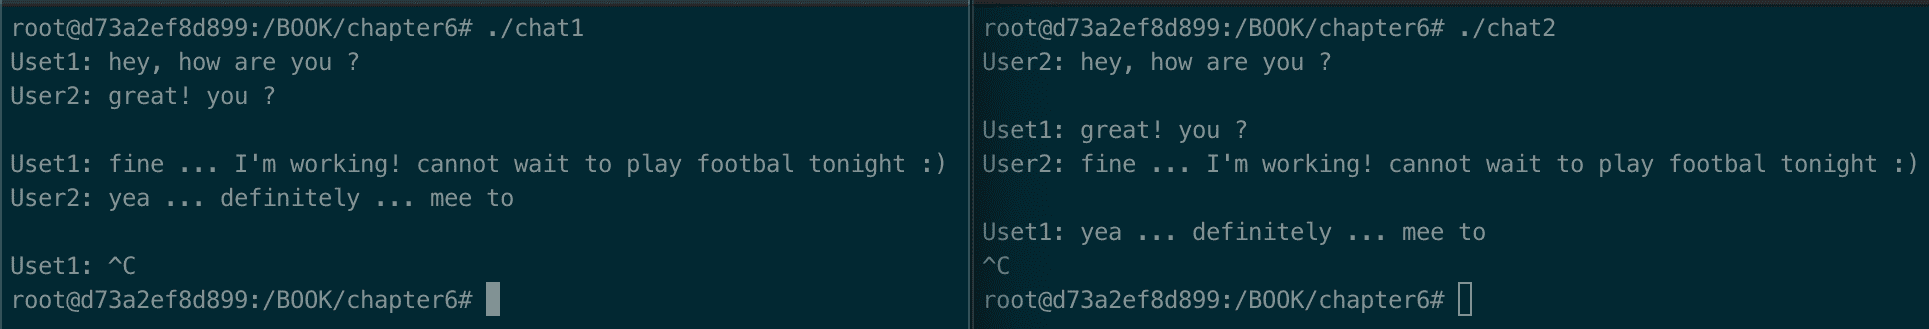 root@d73a2ef8d899:/BOOK/chapter6# ./chat1
Uset1: hey, how are you ?
User2: great! you ?
Uset1: fine ... I'm working! cannot wait to play footbal tonight :)
User2: yea ... definitely ... mee to
Uset1: ^C
root@d73a2ef8d899:/BOOK/chapter6#
root@d73a2ef8d899:/BOOK/chapter6# ./chat2
User2: hey, how are you ?
Uset1: great! you ?
User2: fine ... I'm working! cannot wait to play footbal tonight :)
Uset1: yea ... definitely ... mee to
^C
root@d73a2ef8d899:/BOOK/chapter6#